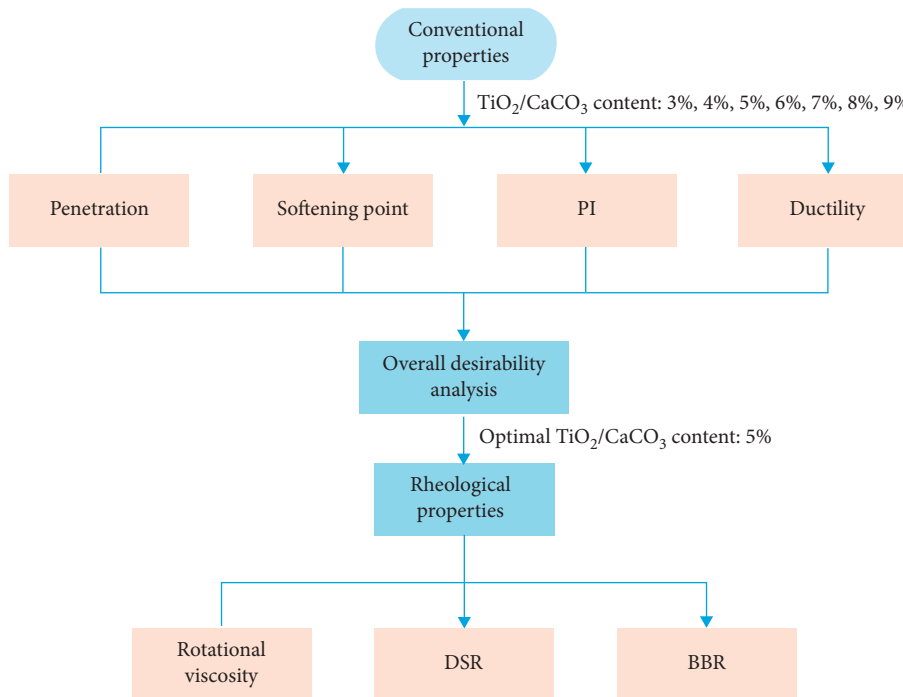 Conventional
properties
TiO₂/CaCO₃ content: 3%, 4%, 5%, 6%, 7%, 8%, 9%
Penetration
Softening point
PI
Ductility
Overall desirability
analysis
Optimal TiO₂/CaCO₃ content: 5%
Rheological
properties
Rotational
viscosity
DSR
BBR